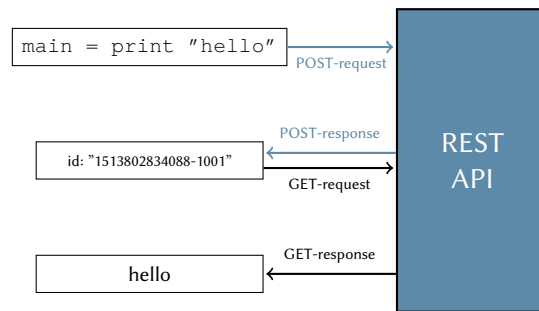 main = print "hello"
POST-request
POST-response
id: "1513802834088-1001"
GET-request
REST
API
GET-response
hello